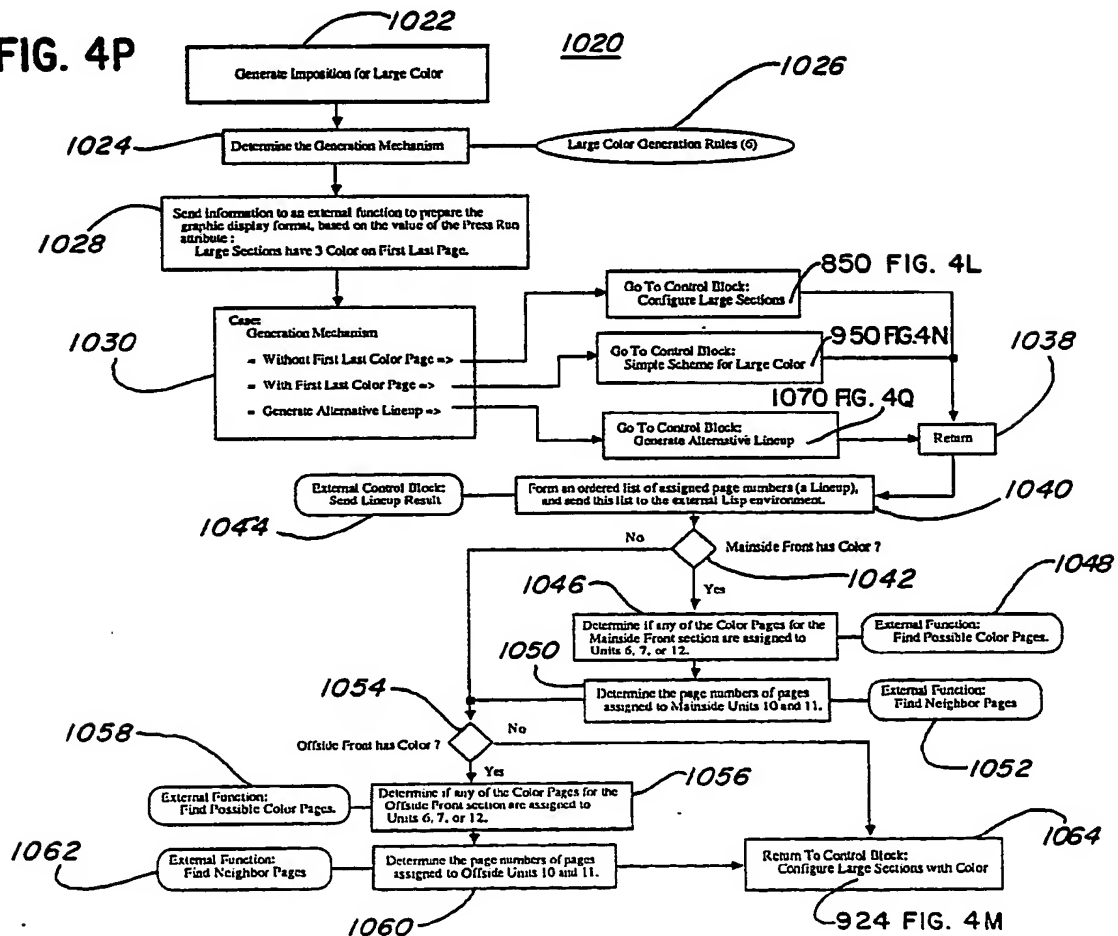 FIG. 4P
1022
1020
Generate Imposition for Large Color
1026
1024
Determine the Generation Mechanism
Large Color Generation Rules (6)
1028
Send information to an external function to prepare the
graphic display format, based on the value of the Press Run
attribute :
Large Sections have 3 Color on First Last Page.
850 FIG. 4L
Go To Control Block:
Configure Large Sections
1030
Case:
Generation Mechanism
= Without First Last Color Page =>
= With First Last Color Page =>
= Generate Alternative Lineup =>
950 FIG. 4N
Go To Control Block:
Simple Scheme for Large Color
1038
1070 FIG. 4Q
Go To Control Block:
Generate Alternative Lineup
Return
External Control Block:
Send Lineup Result
1044
Form an ordered list of assigned page numbers (a Lineup),
and send this list to the external Lisp environment.
1040
No
Mainside Front has Color ?
1042
Yes
1046
1048
Determine if any of the Color Pages for the
Mainside Front section are assigned to
Units 6, 7, or 12.
External Function:
Find Possible Color Pages.
1050
Determine the page numbers of pages
assigned to Mainside Units 10 and 11.
External Function:
Find Neighbor Pages
1052
1054
Offside Front has Color ?
No
Yes
1058
External Function:
Find Possible Color Pages.
Determine if any of the Color Pages for the
Offside Front section are assigned to
Units 6, 7, or 12.
1056
1062
External Function:
Find Neighbor Pages
Determine the page numbers of pages
assigned to Offside Units 10 and 11.
1060
Return To Control Block:
Configure Large Sections with Color
1064
924 FIG. 4M